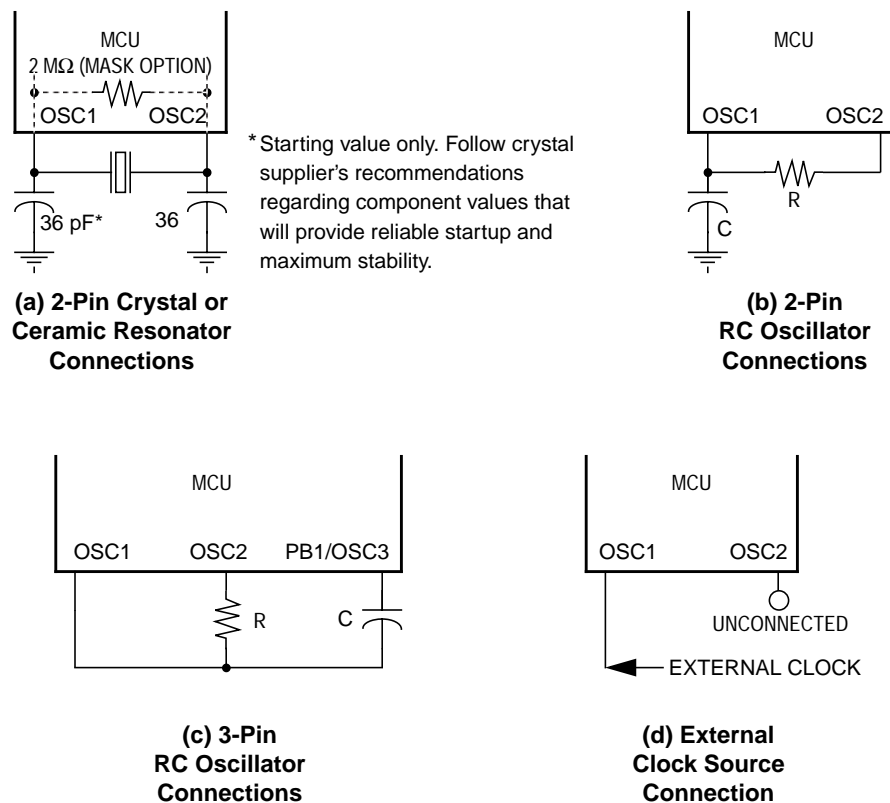 MCU
2 MΩ (MASK OPTION)
OSC1 OSC2
36 pF* 36
* Starting value only. Follow crystal
supplier's recommendations
regarding component values that
will provide reliable startup and
maximum stability.
(a) 2-Pin Crystal or
Ceramic Resonator
Connections
MCU
OSC1 OSC2
R
C
(b) 2-Pin
RC Oscillator
Connections
MCU
OSC1 OSC2 PB1/OSC3
R C
(c) 3-Pin
RC Oscillator
Connections
MCU
OSC1 OSC2
UNCONNECTED
EXTERNAL CLOCK
(d) External
Clock Source
Connection